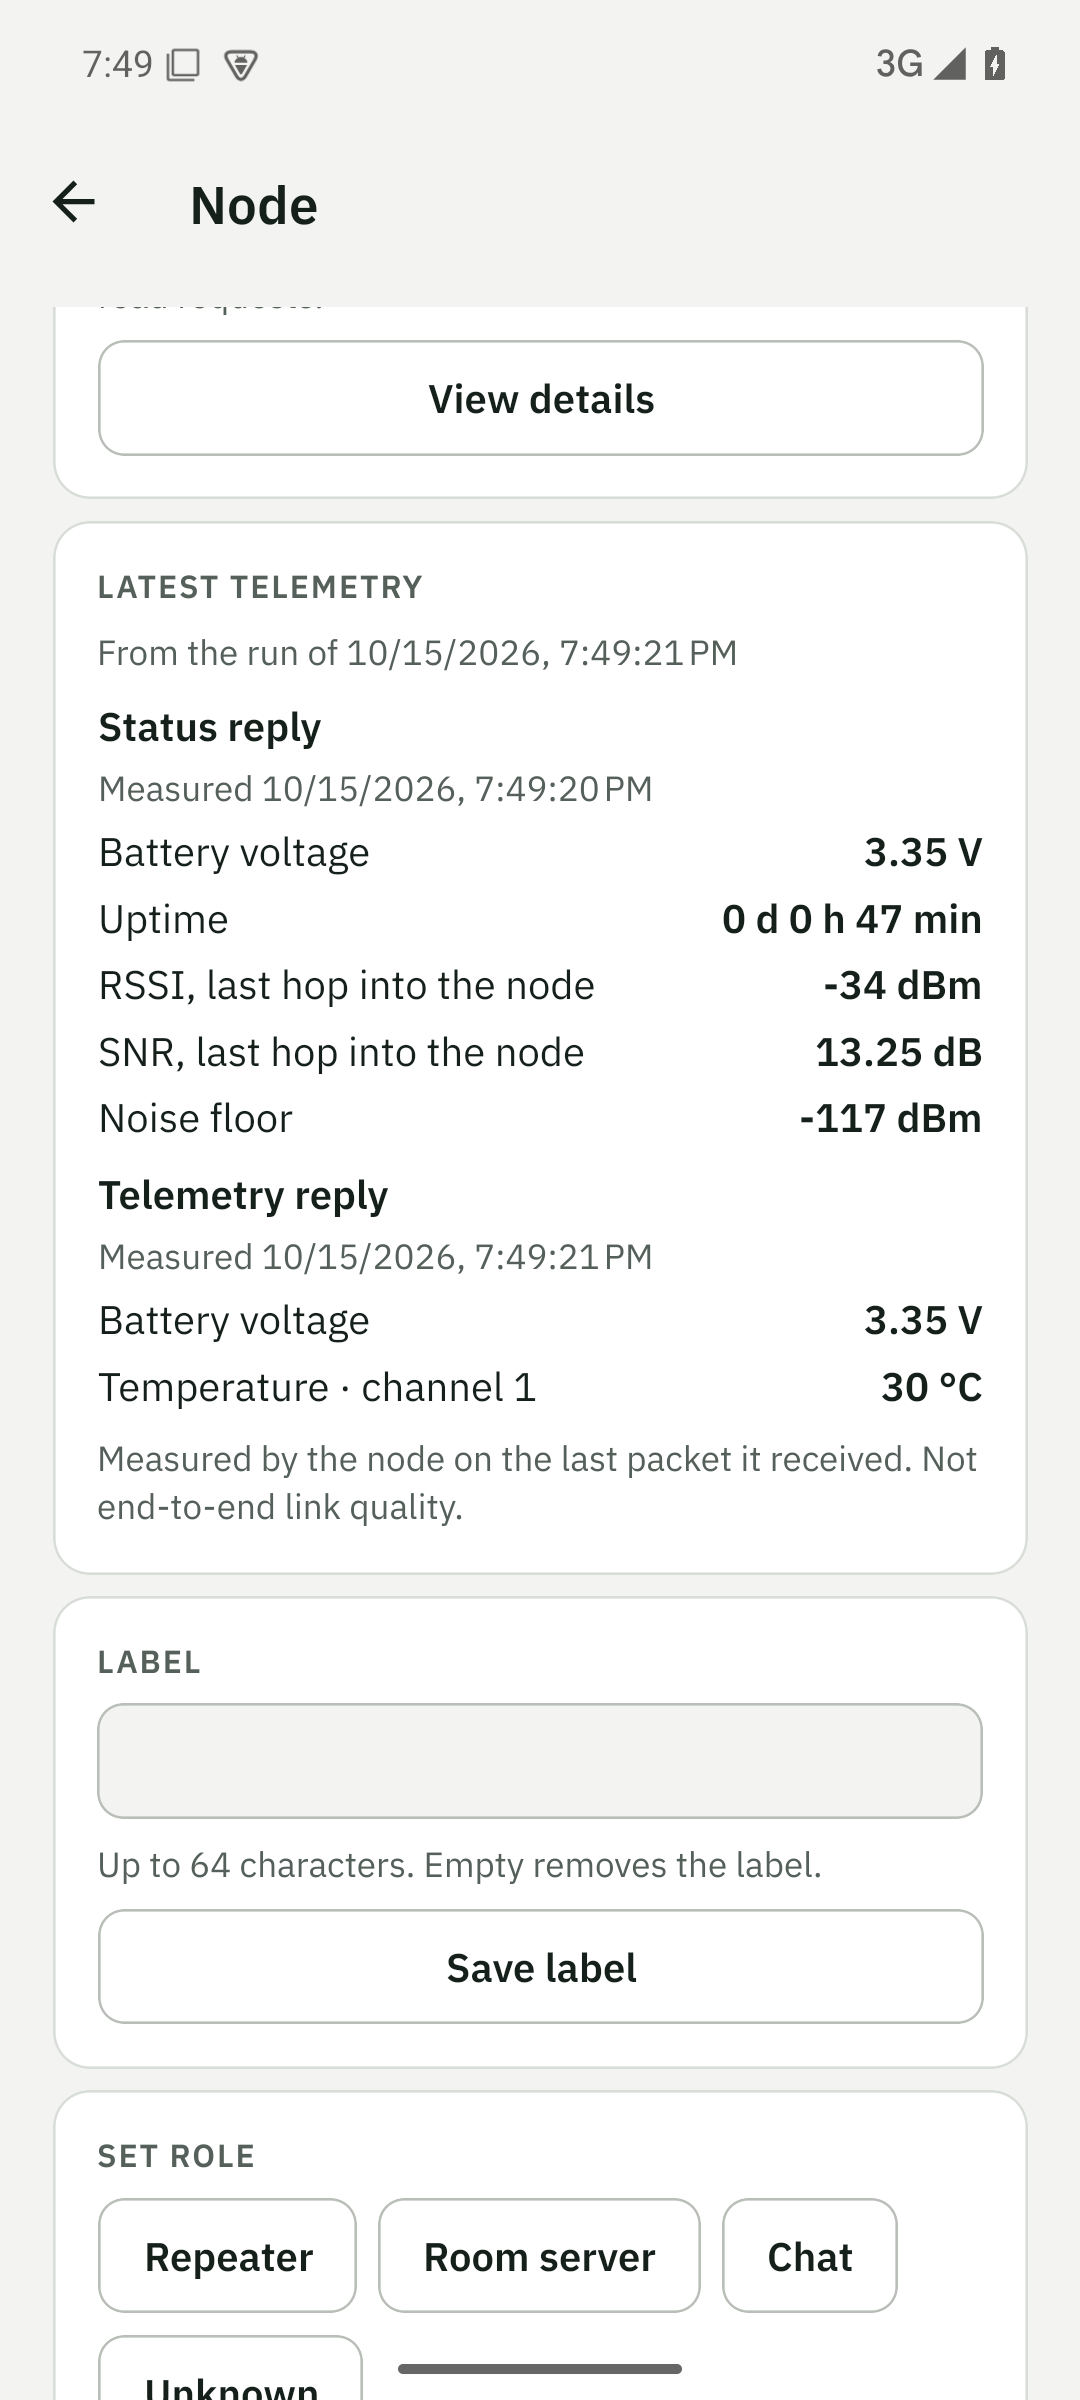 7:49
3G
Node
View details
LATEST TELEMETRY
From the run of 10/15/2026, 7:49:21 PM
Status reply
Measured 10/15/2026, 7:49:20 PM
Battery voltage 3.35 V
Uptime 0 d 0 h 47 min
RSSI, last hop into the node -34 dBm
SNR, last hop into the node 13.25 dB
Noise floor -117 dBm
Telemetry reply
Measured 10/15/2026, 7:49:21 PM
Battery voltage 3.35 V
Temperature · channel 1 30 °C
Measured by the node on the last packet it received. Not
end-to-end link quality.
LABEL
Up to 64 characters. Empty removes the label.
Save label
SET ROLE
Repeater Room server Chat
Unknown